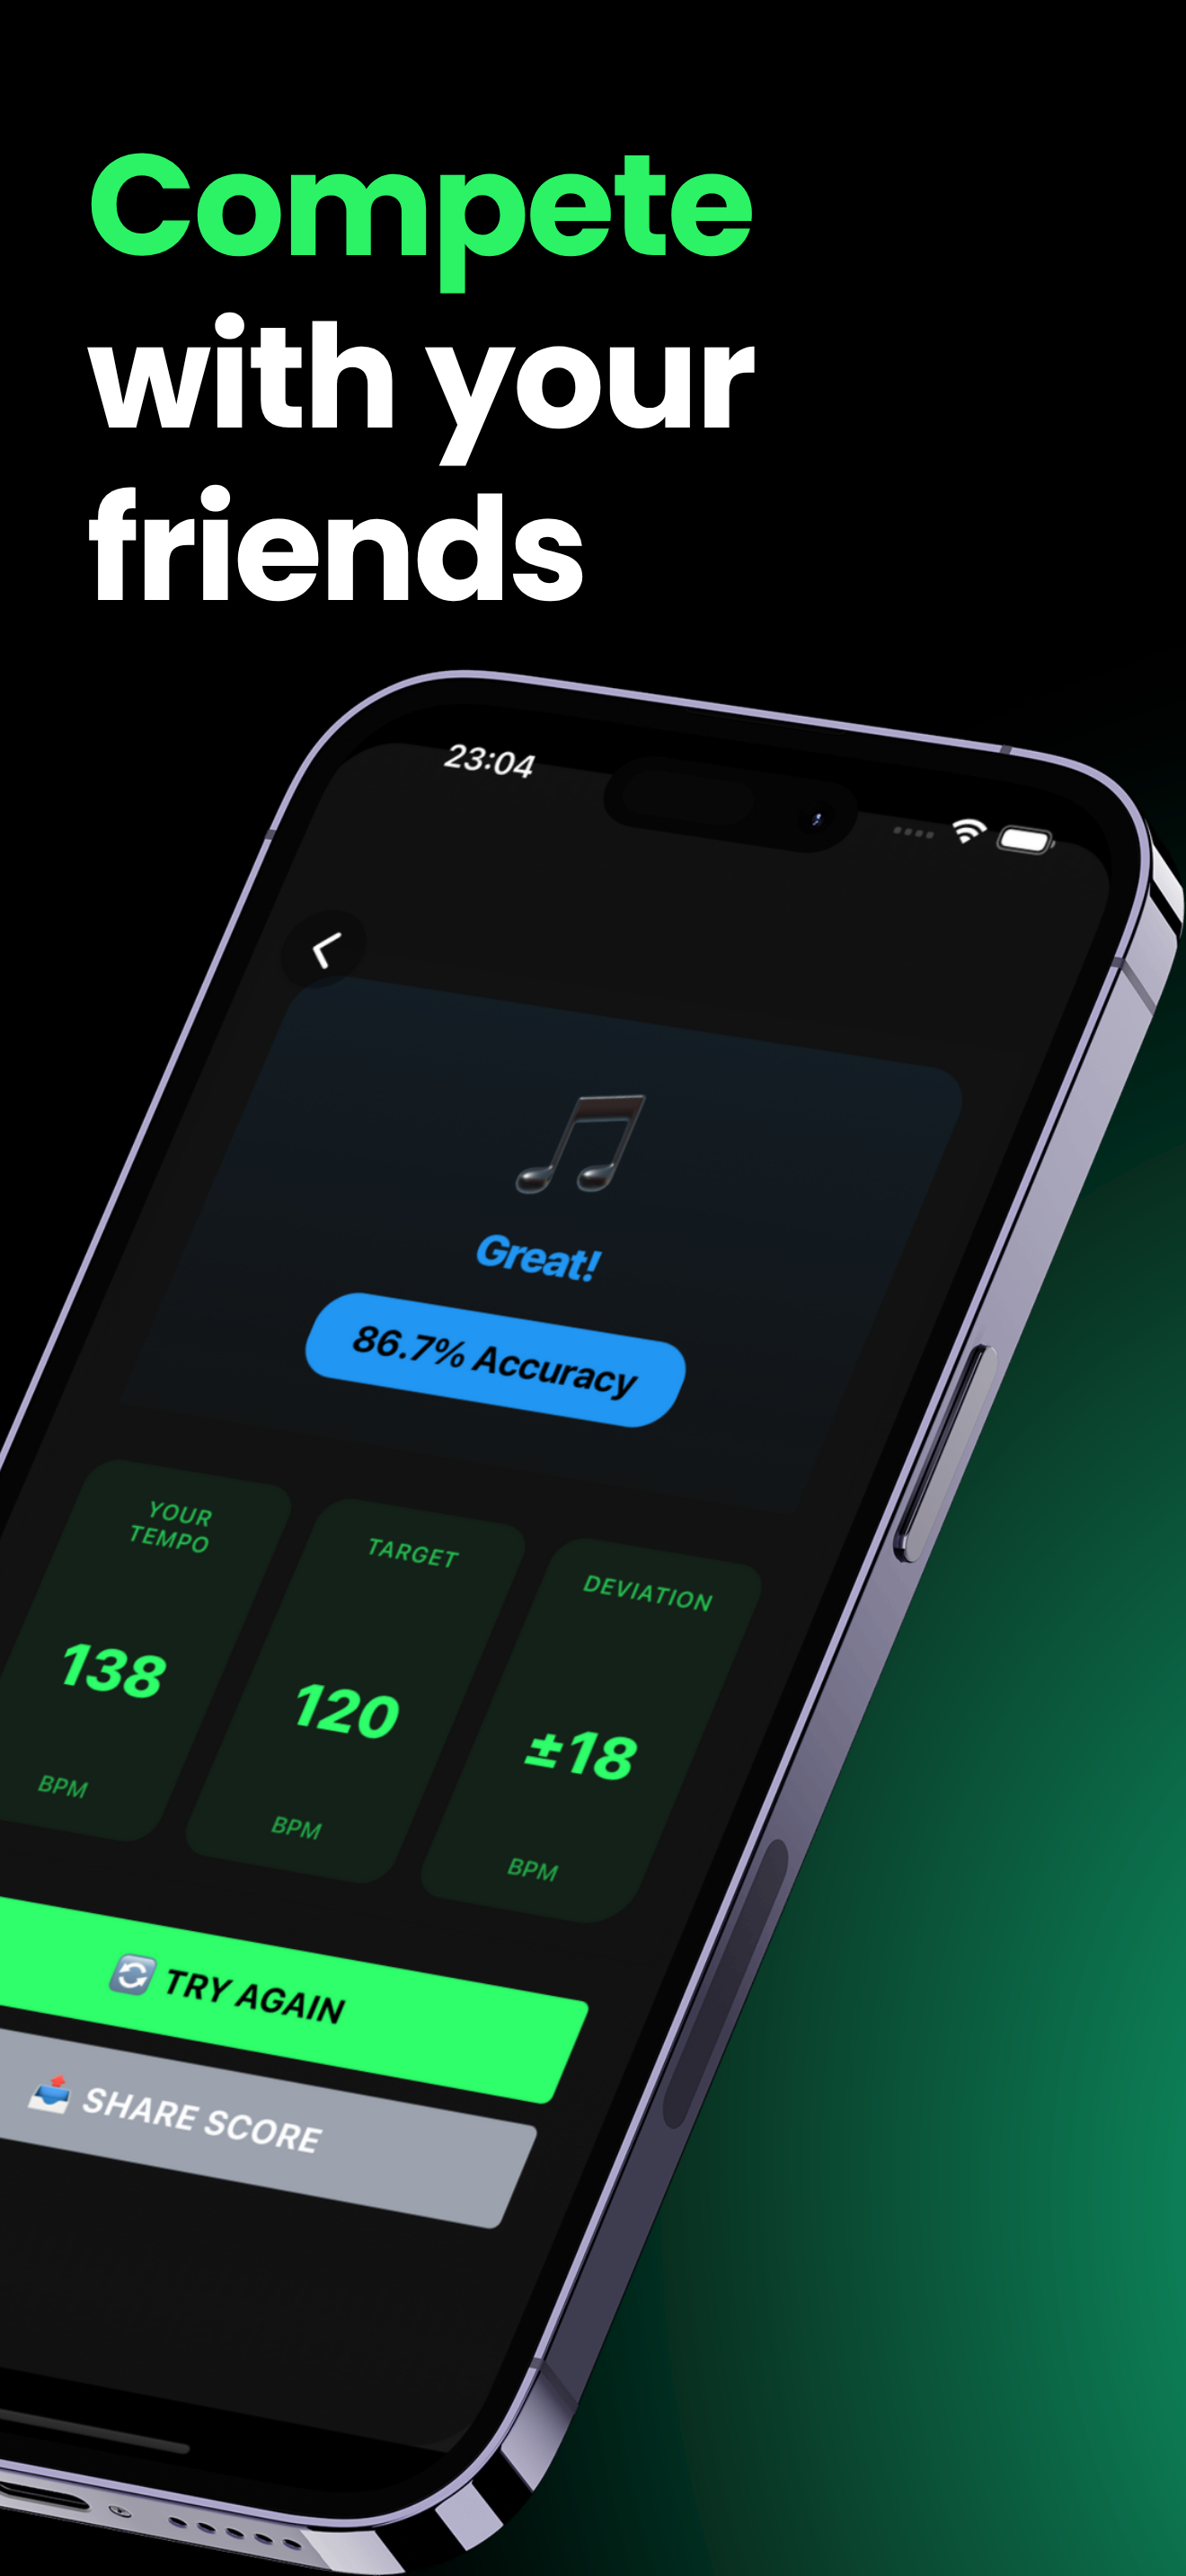 Compete
with your
friends
23:04
Great!
86.7% Accuracy
YOUR
TEMPO
138
BPM
TARGET
120
BPM
DEVIATION
±18
BPM
TRY AGAIN
SHARE SCORE